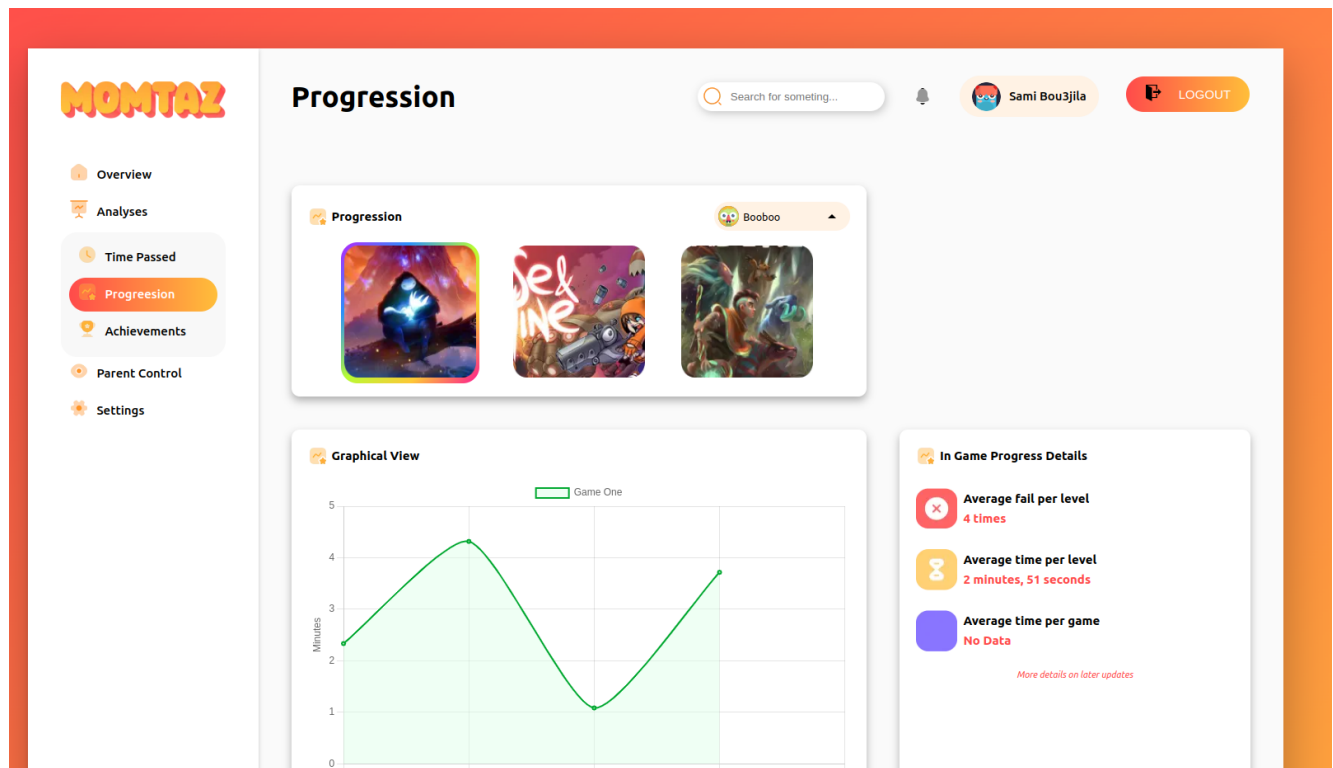 MOMTAZ
Progression
Search for someting...
Sami Bou3jila
LOGOUT
Overview
Analyses
Time Passed
Progreesion
Achievements
Parent Control
Settings
Progression
Booboo
Graphical View
Game One
5
4
3
2
1
0
Minutes
In Game Progress Details
Average fail per level
4 times
Average time per level
2 minutes, 51 seconds
Average time per game
No Data
More details on later updates